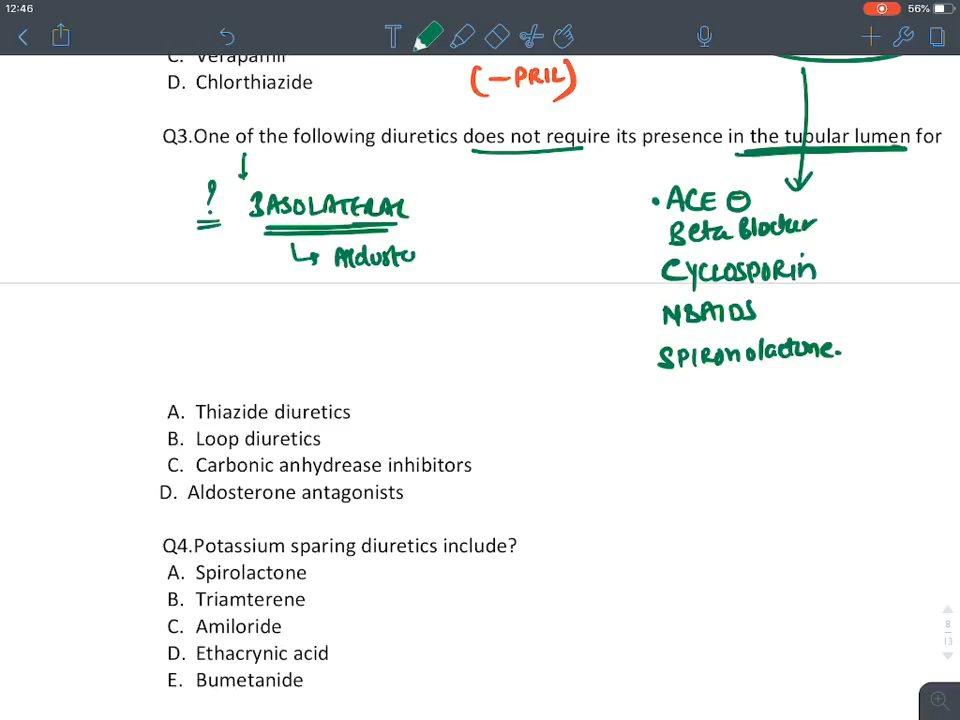 12:46
56%
T
C. Verapamil
D. Chlorthiazide
(-PRIL)
Q3.One of the following diuretics does not require its presence in the tubular lumen for
?
BASOLATERAL
↳ Aldosto
• ACE ⊖
Beta Blocker
CYCLOSPORIN
NSAIDS
SPIRONOlactone.
A. Thiazide diuretics
B. Loop diuretics
C. Carbonic anhydrease inhibitors
D. Aldosterone antagonists
Q4.Potassium sparing diuretics include?
A. Spirolactone
B. Triamterene
C. Amiloride
D. Ethacrynic acid
E. Bumetanide
8
13